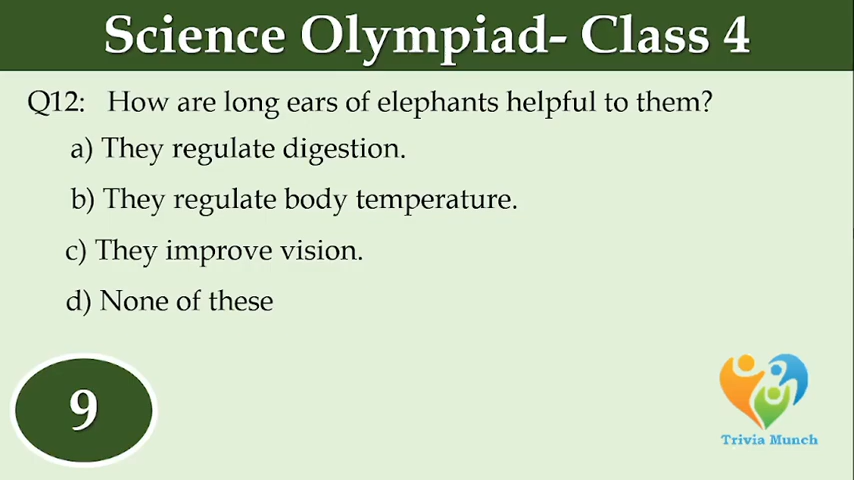 Science Olympiad- Class 4
Q12: How are long ears of elephants helpful to them?
a) They regulate digestion.
b) They regulate body temperature.
c) They improve vision.
d) None of these
9
Trivia Munch